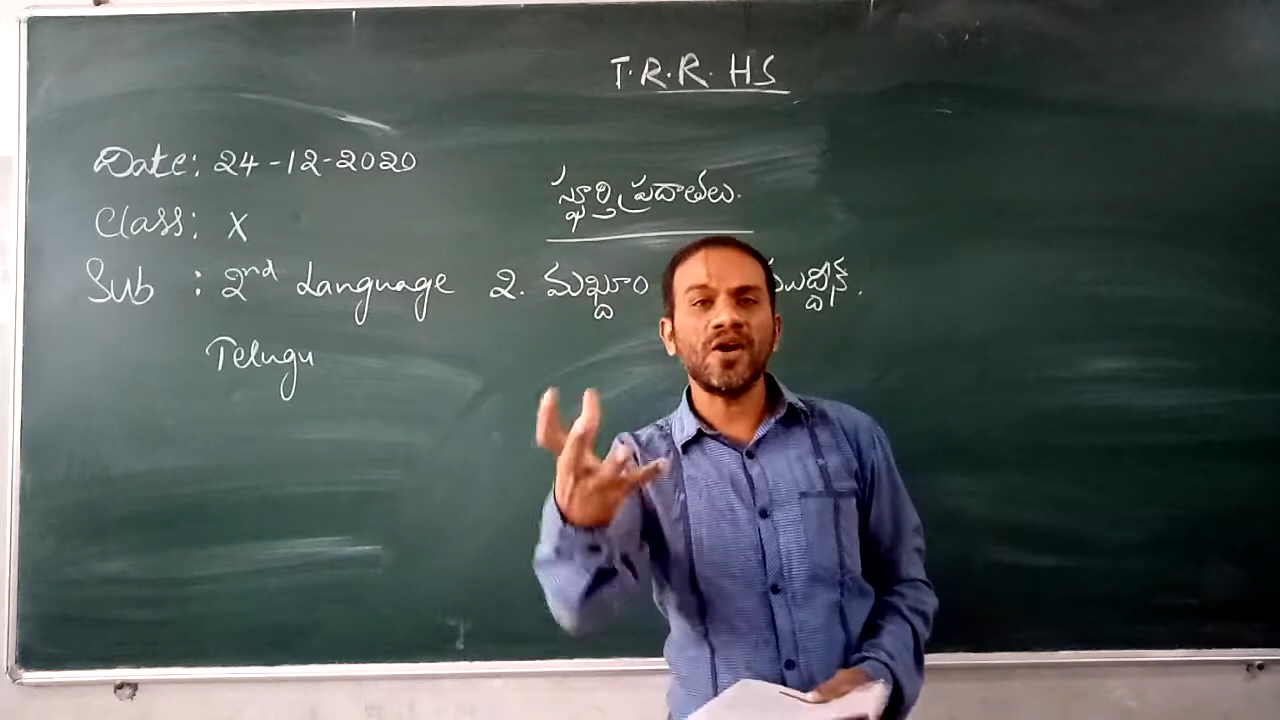 T.R.R. HS
Date: 24-12-2020
Class: X
స్ఫూర్తి ప్రదాతలు.
Sub : 2nd Language
2. మఖ్దూం
Telugu